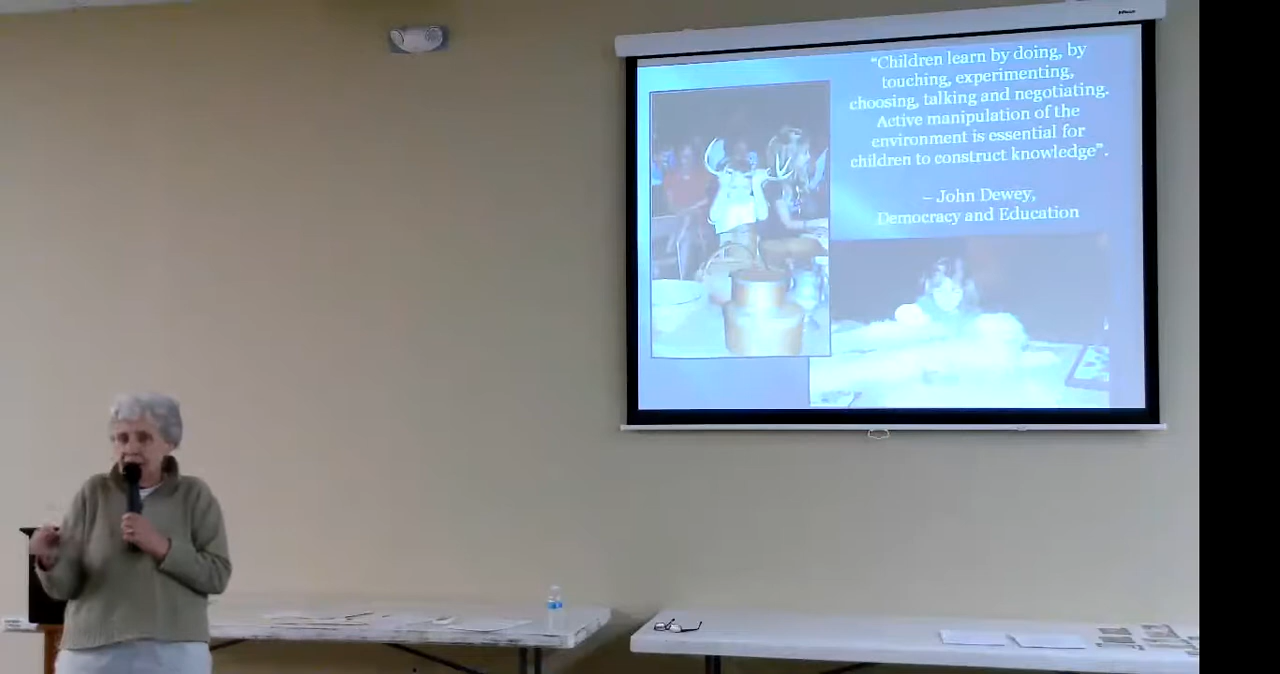 “Children learn by doing, by
touching, experimenting,
choosing, talking and negotiating.
Active manipulation of the
environment is essential for
children to construct knowledge”.
– John Dewey,
Democracy and Education